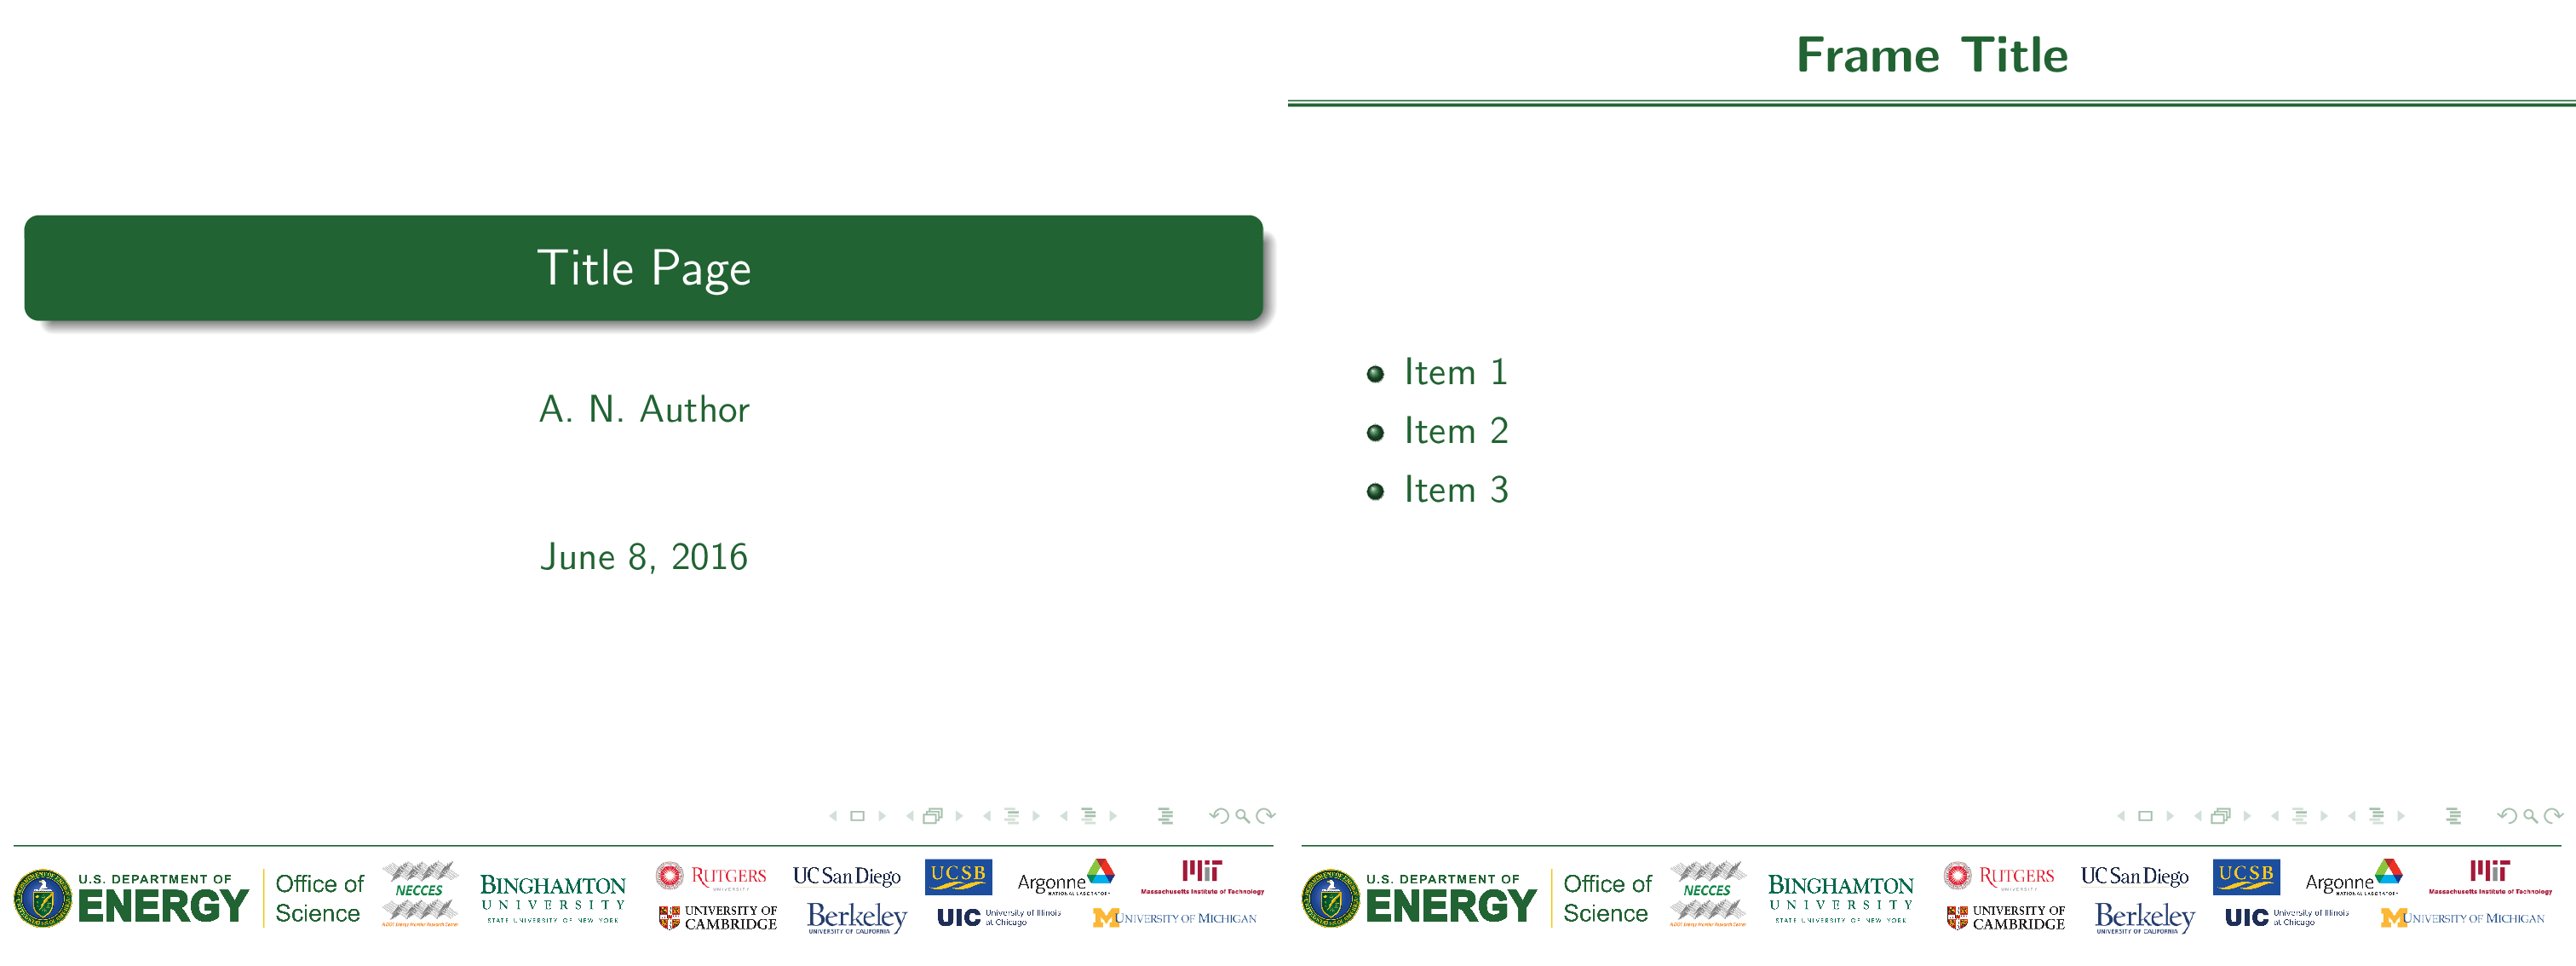 Title Page
A. N. Author
June 8, 2016
U.S. DEPARTMENT OF
ENERGY
Office of
Science
NECCES
BINGHAMTON
UNIVERSITY
STATE UNIVERSITY OF NEW YORK
RUTGERS
UNIVERSITY
UC San Diego
UCSB
Argonne
NATIONAL LABORATORY
MIT
Massachusetts Institute of Technology
UNIVERSITY OF
CAMBRIDGE
Berkeley
UNIVERSITY OF CALIFORNIA
UIC University of Illinois
at Chicago
M UNIVERSITY OF MICHIGAN
Frame Title
Item 1
Item 2
Item 3
U.S. DEPARTMENT OF
ENERGY
Office of
Science
NECCES
BINGHAMTON
UNIVERSITY
STATE UNIVERSITY OF NEW YORK
RUTGERS
UNIVERSITY
UC San Diego
UCSB
Argonne
NATIONAL LABORATORY
MIT
Massachusetts Institute of Technology
UNIVERSITY OF
CAMBRIDGE
Berkeley
UNIVERSITY OF CALIFORNIA
UIC University of Illinois
at Chicago
M UNIVERSITY OF MICHIGAN